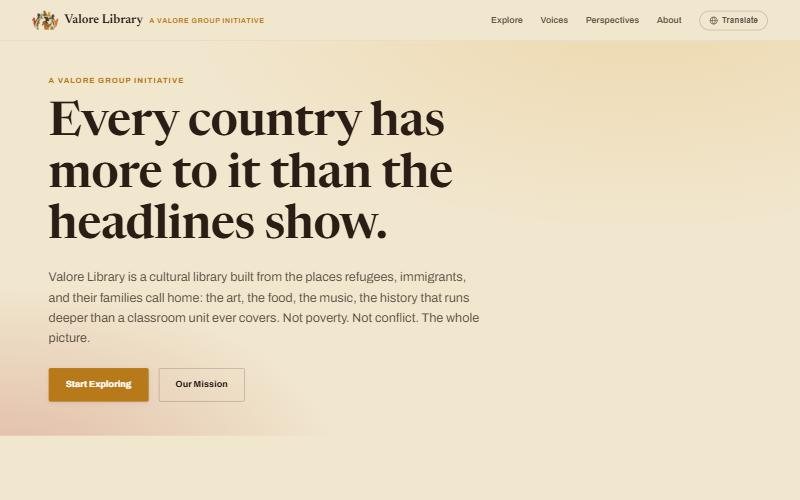 Valore Library A VALORE GROUP INITIATIVE Explore Voices Perspectives About Translate
A VALORE GROUP INITIATIVE
Every country has
more to it than the
headlines show.
Valore Library is a cultural library built from the places refugees, immigrants,
and their families call home: the art, the food, the music, the history that runs
deeper than a classroom unit ever covers. Not poverty. Not conflict. The whole
picture.
Start Exploring Our Mission